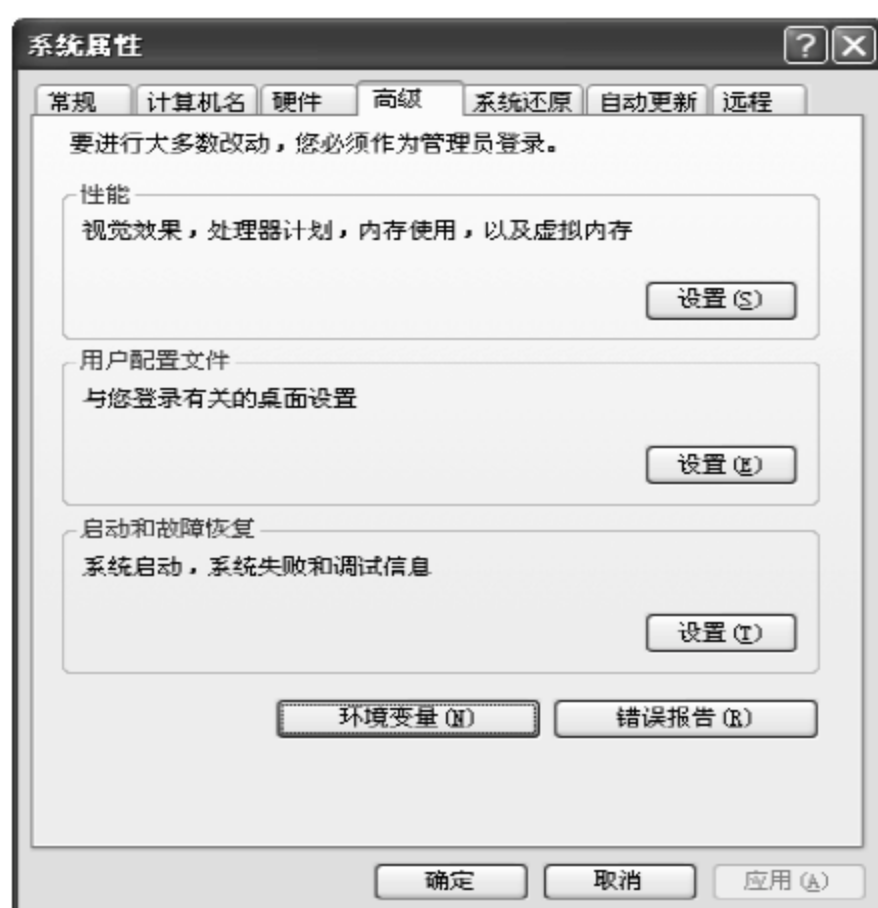 系统属性
常规 计算机名 硬件 高级 系统还原 自动更新 远程
要进行大多数改动，您必须作为管理员登录。
性能
视觉效果，处理器计划，内存使用，以及虚拟内存
设置(S)
用户配置文件
与您登录有关的桌面设置
设置(E)
启动和故障恢复
系统启动，系统失败和调试信息
设置(T)
环境变量(N) 错误报告(R)
确定 取消 应用(A)